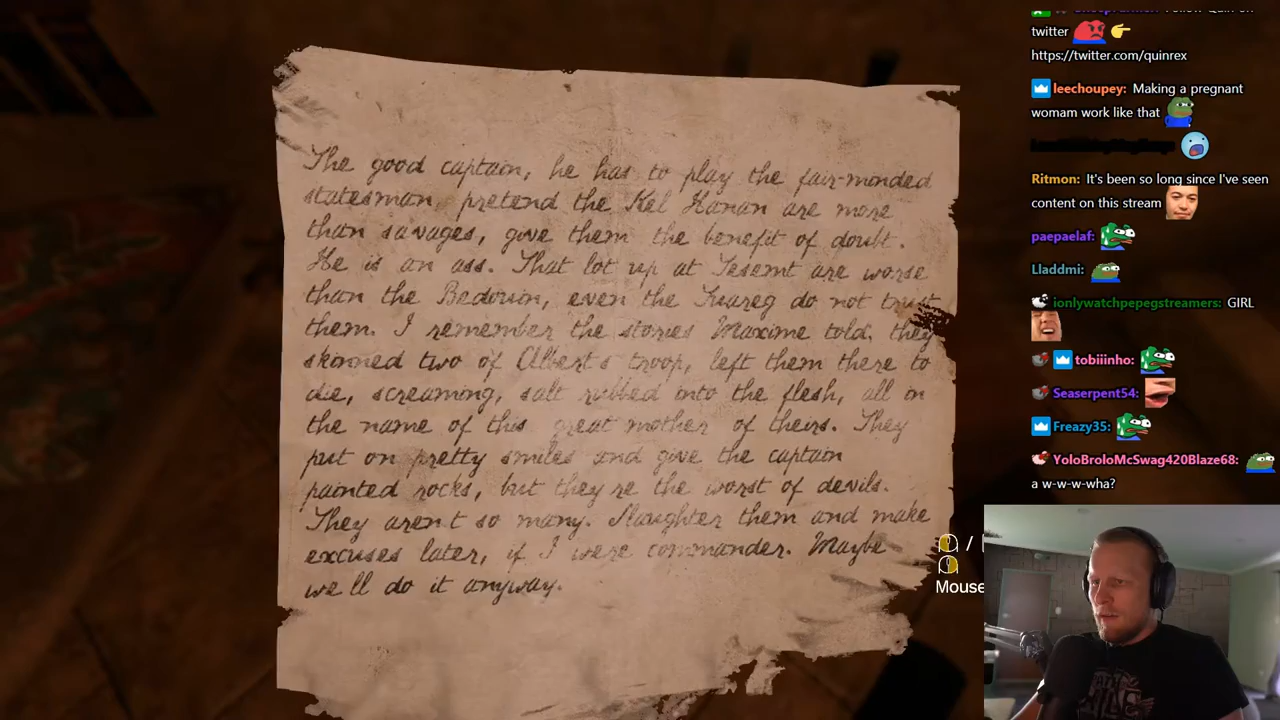 twitter
https://twitter.com/quinrex
leechoupey: Making a pregnant
womam work like that
Ritmon: It's been so long since I've seen
content on this stream
paepaelaf:
Lladdmi:
ionlywatchpepegstreamers: GIRL
tobiiinho:
Seaserpent54:
Freazy35:
YoloBroloMcSwag420Blaze68:
a w-w-w-wha?
The good captain, he has to play the fair-minded
statesman, pretend the Kel Hanan are more
than savages, give them the benefit of doubt.
He is an ass. That lot up at Tesemt are worse
than the Bedouin, even the Tuareg do not trust
them. I remember the stories Maxime told, they
skinned two of Albert's troop, left them there to
die, screaming, salt rubbed into the flesh, all in
the name of this great mother of theirs. They
put on pretty smiles and give the captain
painted rocks, but they're the worst of devils.
They aren't so many. Slaughter them and make
excuses later, if I were commander. Maybe
we'll do it anyway.
Mouse